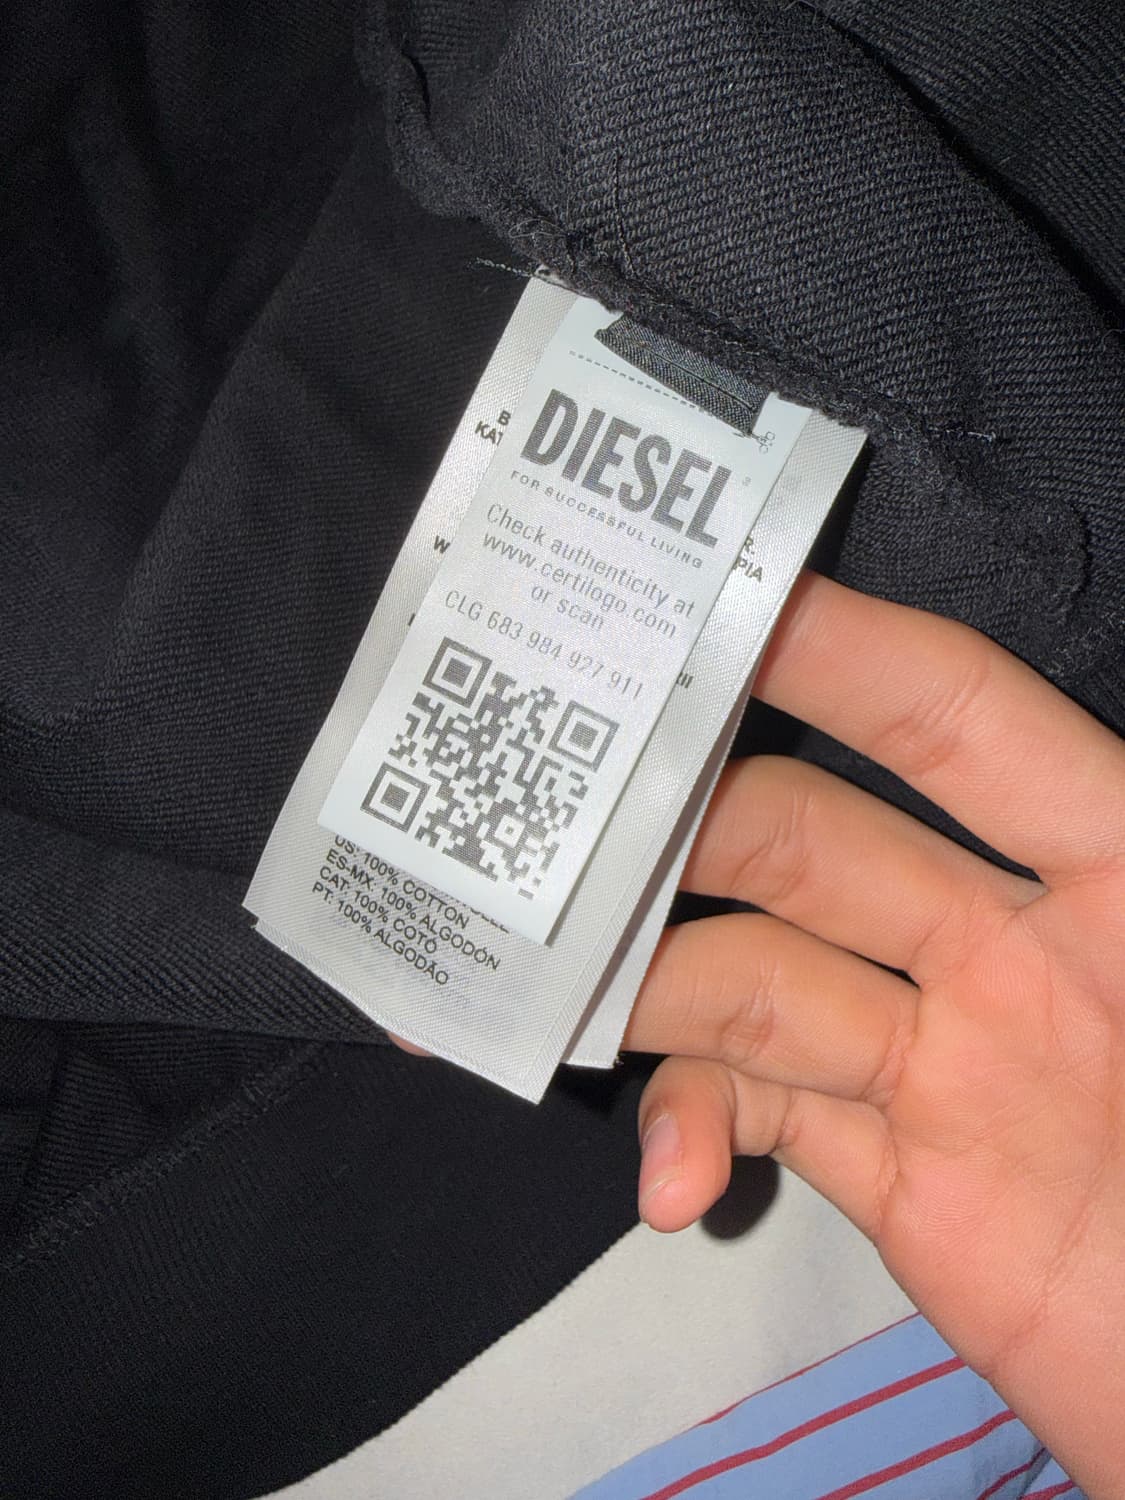 DIESEL
FOR SUCCESSFUL LIVING
Check authenticity at
www.certilogo.com
or scan
CLG 683 984 927 911
US: 100% COTTON
ES-MX: 100% ALGODÓN
CAT: 100% COTÓ
PT: 100% ALGODÃO